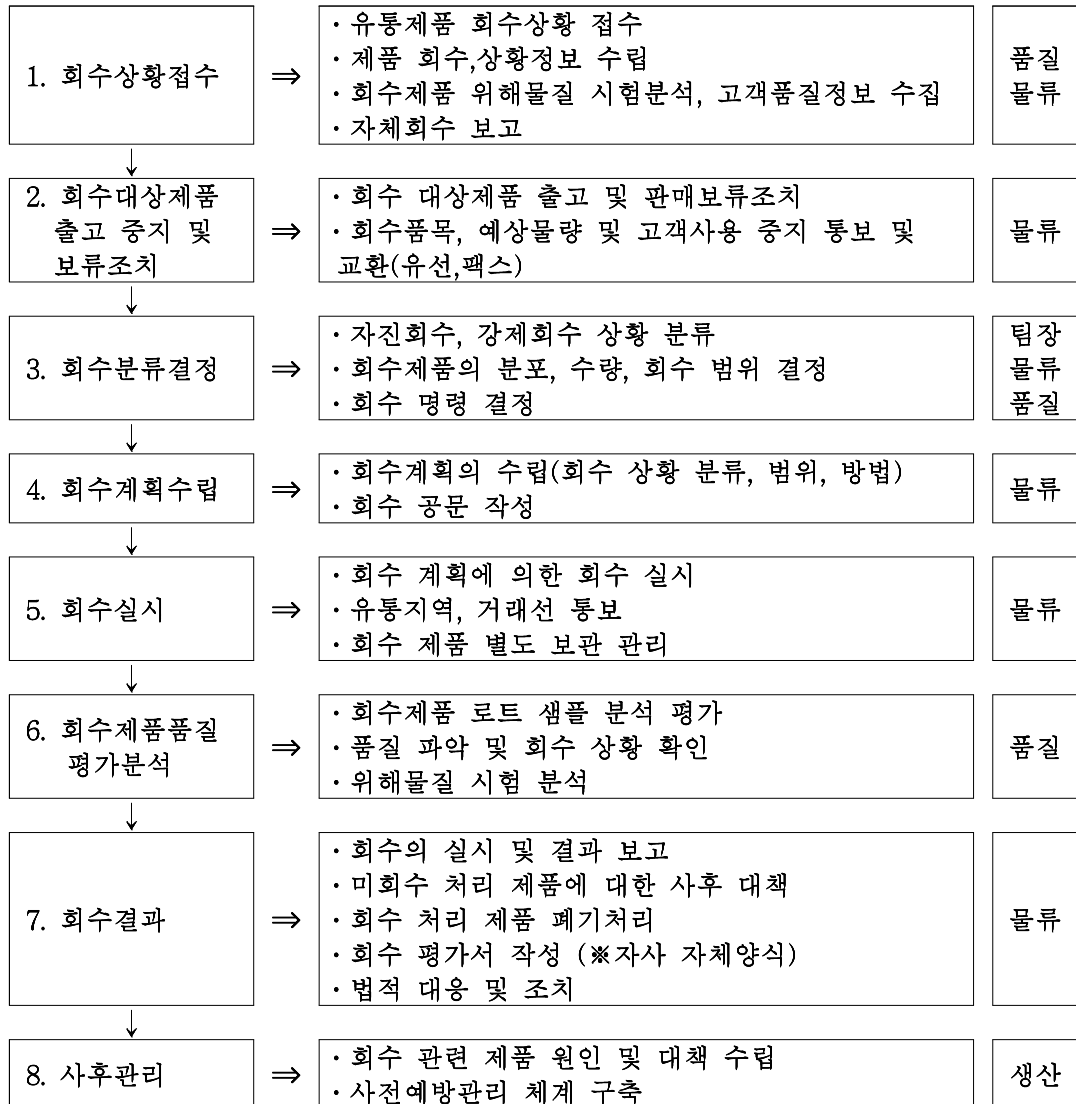 1. 회수상황접수
⇒
· 유통제품 회수상황 접수
· 제품 회수,상황정보 수립
· 회수제품 위해물질 시험분석, 고객품질정보 수집
· 자체회수 보고
품질
물류
↓
2. 회수대상제품
출고 중지 및
보류조치
⇒
· 회수 대상제품 출고 및 판매보류조치
· 회수품목, 예상물량 및 고객사용 중지 통보 및
교환(유선,팩스)
물류
↓
3. 회수분류결정
⇒
· 자진회수, 강제회수 상황 분류
· 회수제품의 분포, 수량, 회수 범위 결정
· 회수 명령 결정
팀장
물류
품질
↓
4. 회수계획수립
⇒
· 회수계획의 수립(회수 상황 분류, 범위, 방법)
· 회수 공문 작성
물류
↓
5. 회수실시
⇒
· 회수 계획에 의한 회수 실시
· 유통지역, 거래선 통보
· 회수 제품 별도 보관 관리
물류
↓
6. 회수제품품질
평가분석
⇒
· 회수제품 로트 샘플 분석 평가
· 품질 파악 및 회수 상황 확인
· 위해물질 시험 분석
품질
↓
7. 회수결과
⇒
· 회수의 실시 및 결과 보고
· 미회수 처리 제품에 대한 사후 대책
· 회수 처리 제품 폐기처리
· 회수 평가서 작성 (※자사 자체양식)
· 법적 대응 및 조치
물류
↓
8. 사후관리
⇒
· 회수 관련 제품 원인 및 대책 수립
· 사전예방관리 체계 구축
생산